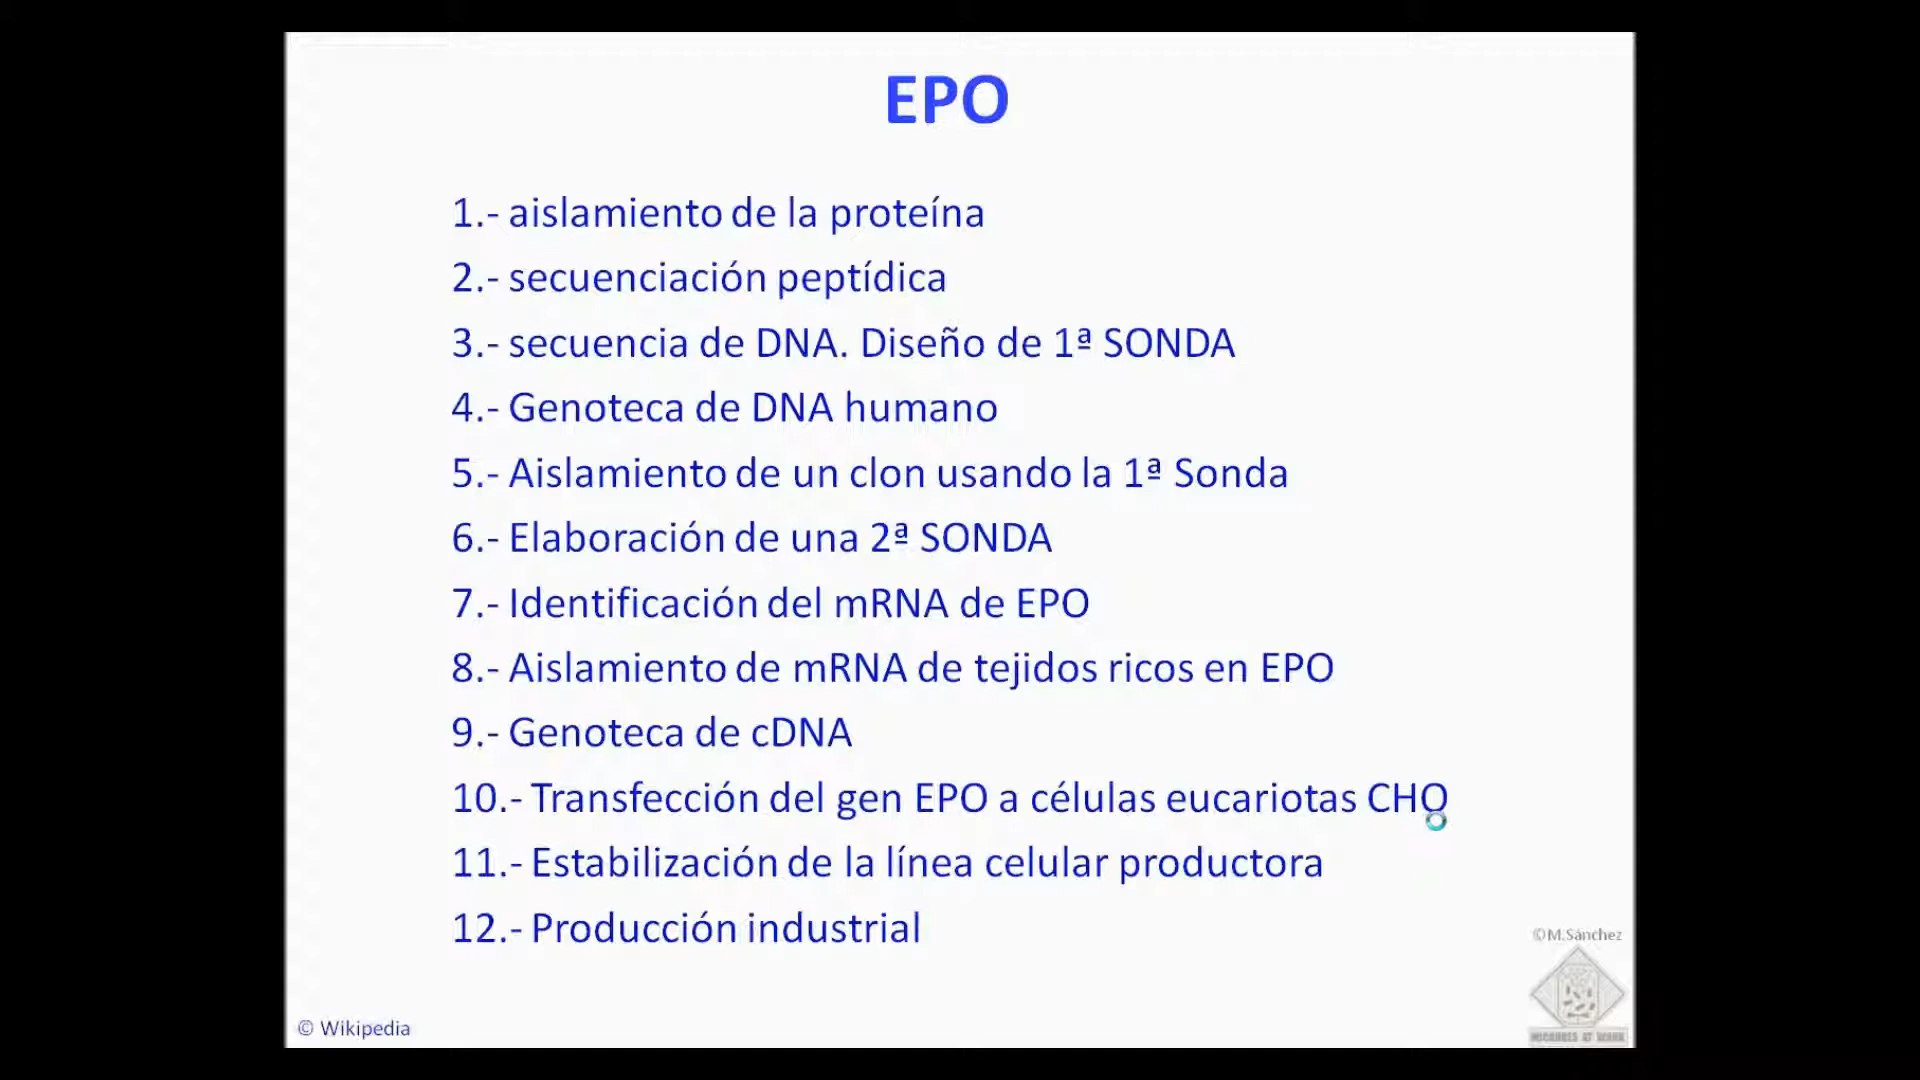 EPO
1.- aislamiento de la proteína
2.- secuenciación peptídica
3.- secuencia de DNA. Diseño de 1ª SONDA
4.- Genoteca de DNA humano
5.- Aislamiento de un clon usando la 1ª Sonda
6.- Elaboración de una 2ª SONDA
7.- Identificación del mRNA de EPO
8.- Aislamiento de mRNA de tejidos ricos en EPO
9.- Genoteca de cDNA
10.- Transfección del gen EPO a células eucariotas CHO
11.- Estabilización de la línea celular productora
12.- Producción industrial
©M.Sánchez
MICROBES AT WORK
© Wikipedia